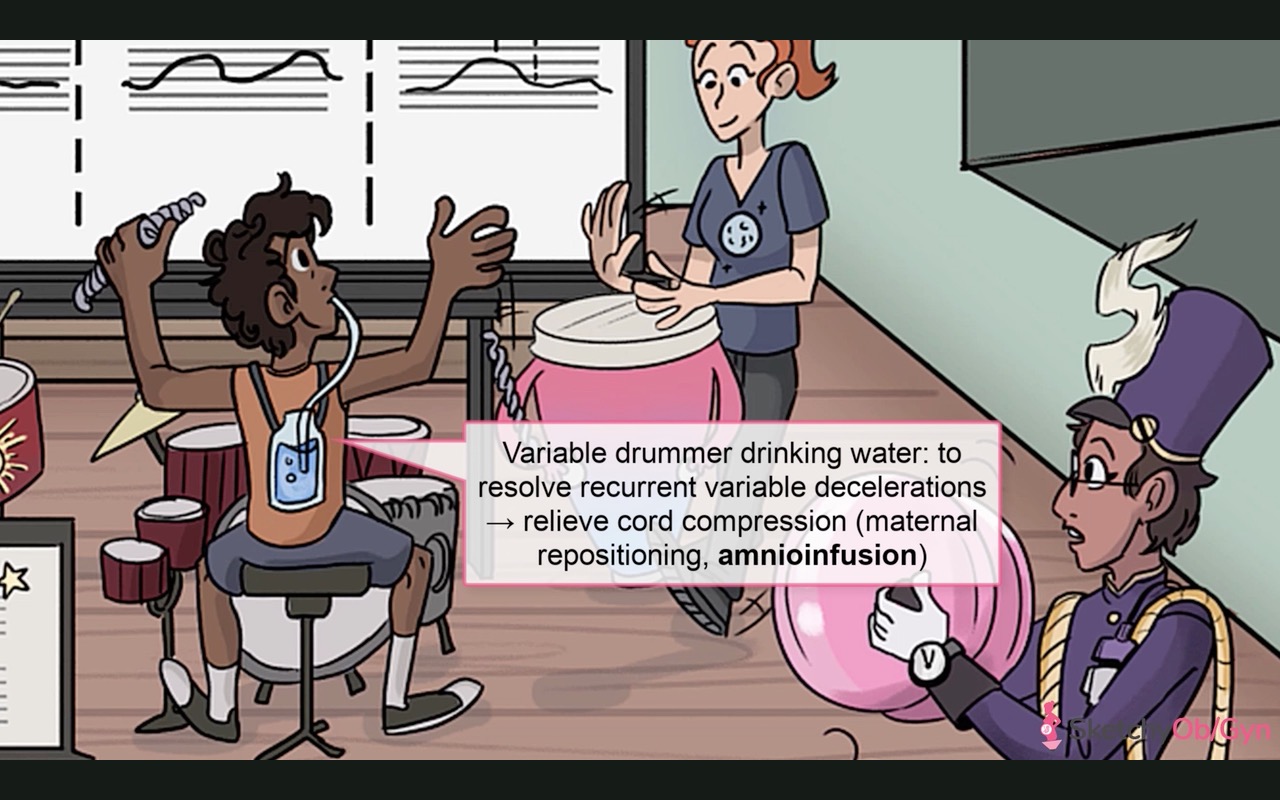 Variable drummer drinking water: to
resolve recurrent variable decelerations
→ relieve cord compression (maternal
repositioning, amnioinfusion)
V
Sketchy Ob/Gyn